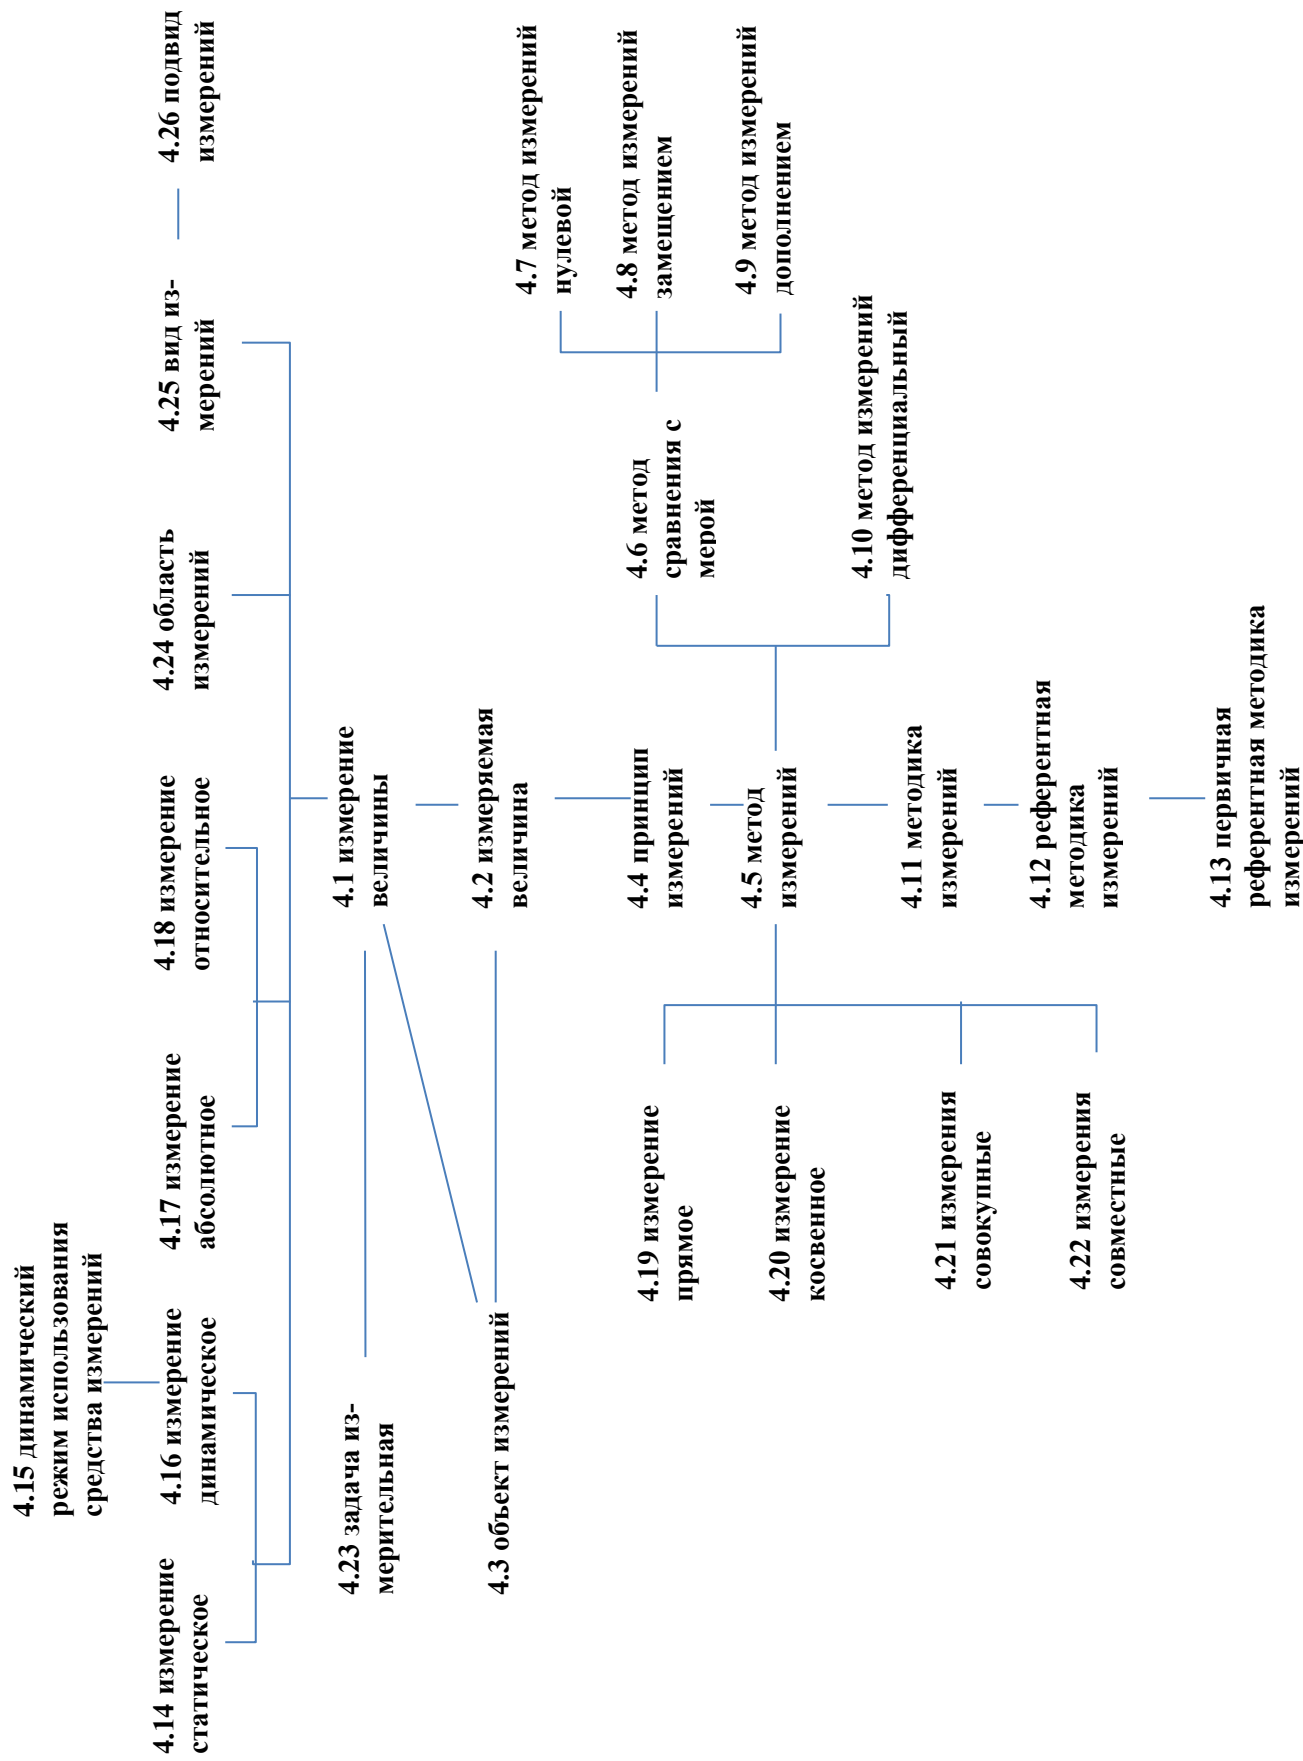 4.15 динамический
режим использования
средства измерений
4.14 измерение
статическое
4.16 измерение
динамическое
4.17 измерение
абсолютное
4.18 измерение
относительное
4.24 область
измерений
4.25 вид из-
мерений
4.26 подвид
измерений
4.23 задача из-
мерительная
4.1 измерение
величины
4.3 объект измерений
4.2 измеряемая
величина
4.19 измерение
прямое
4.20 измерение
косвенное
4.21 измерения
совокупные
4.22 измерения
совместные
4.4 принцип
измерений
4.5 метод
измерений
4.11 методика
измерений
4.12 референтная
методика
измерений
4.13 первичная
референтная методика
измерений
4.6 метод
сравнения с
мерой
4.10 метод измерений
дифференциальный
4.7 метод измерений
нулевой
4.8 метод измерений
замещением
4.9 метод измерений
дополнением